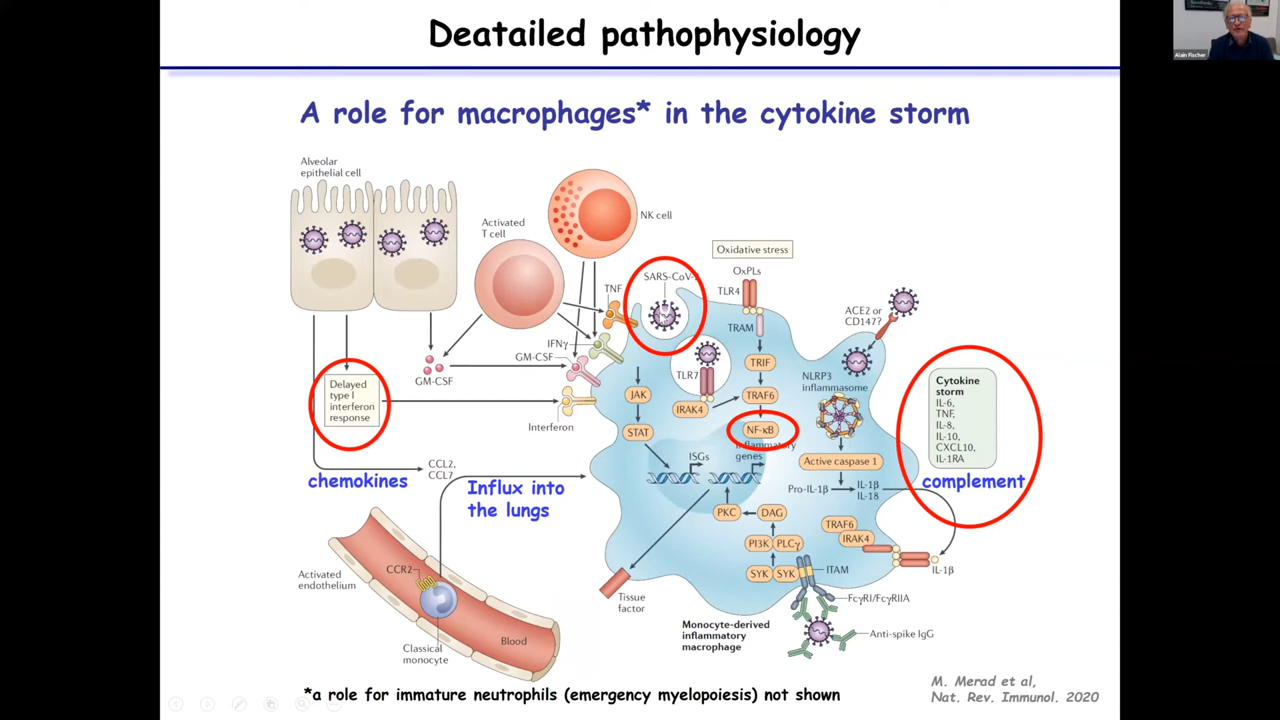 Deatailed pathophysiology
Alain Fischer
A role for macrophages* in the cytokine storm
Alveolar
epithelial cell
Activated
T cell
NK cell
Oxidative stress
SARS-CoV-2
OxPLs
TNF
TLR4
TRAM
ACE2 or
CD147?
IFNγ
GM-CSF
GM-CSF
TRIF
TLR7
NLRP3
inflammasome
JAK
TRAF6
IRAK4
Delayed
type I
interferon
response
Interferon
STAT
NF-κB
Inflammatory
genes
ISGs
Cytokine
storm
IL-6,
TNF,
IL-8,
IL-10,
CXCL10,
IL-1RA
complement
Active caspase 1
Pro-IL-1β
IL-1β
IL-18
chemokines
CCL2,
CCL7
Influx into
the lungs
PKC
DAG
PI3K
PLCγ
SYK
SYK
TRAF6
IRAK4
IL-1β
ITAM
FcγRI/FcγRIIA
Anti-spike IgG
Activated
endothelium
CCR2
Classical
monocyte
Blood
Tissue
factor
Monocyte-derived
inflammatory
macrophage
*a role for immature neutrophils (emergency myelopoiesis) not shown
M. Merad et al,
Nat. Rev. Immunol. 2020